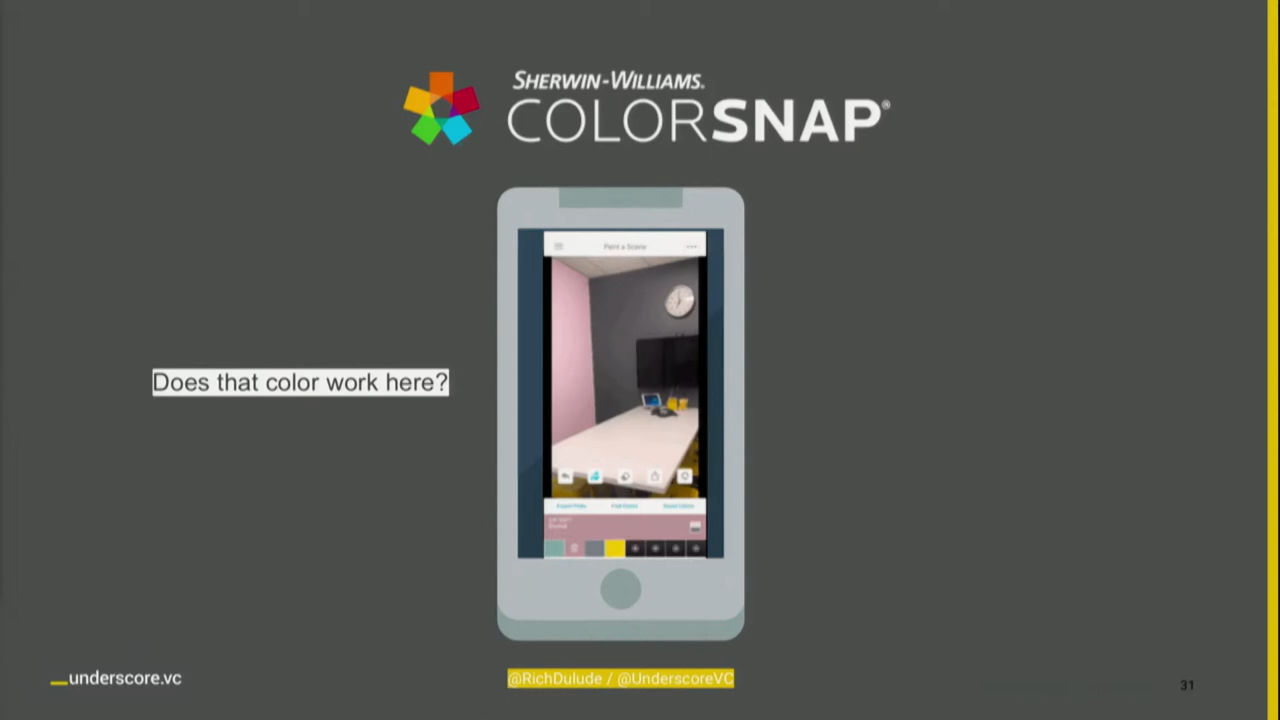 SHERWIN-WILLIAMS.
COLORSNAP®
Paint a Scene
Does that color work here?
_underscore.vc
@RichDulude / @UnderscoreVC
31